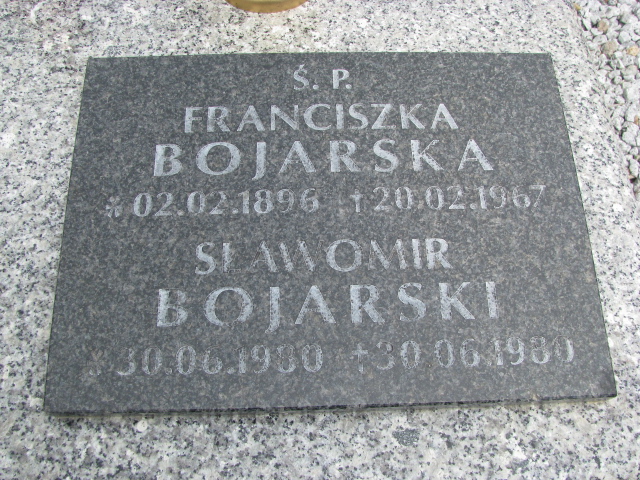 Ś. P.
FRANCISZKA
BOJARSKA
* 02.02.1896 † 20.02.1967
SŁAWOMIR
BOJARSKI
* 30.06.1980 † 30.06.1980